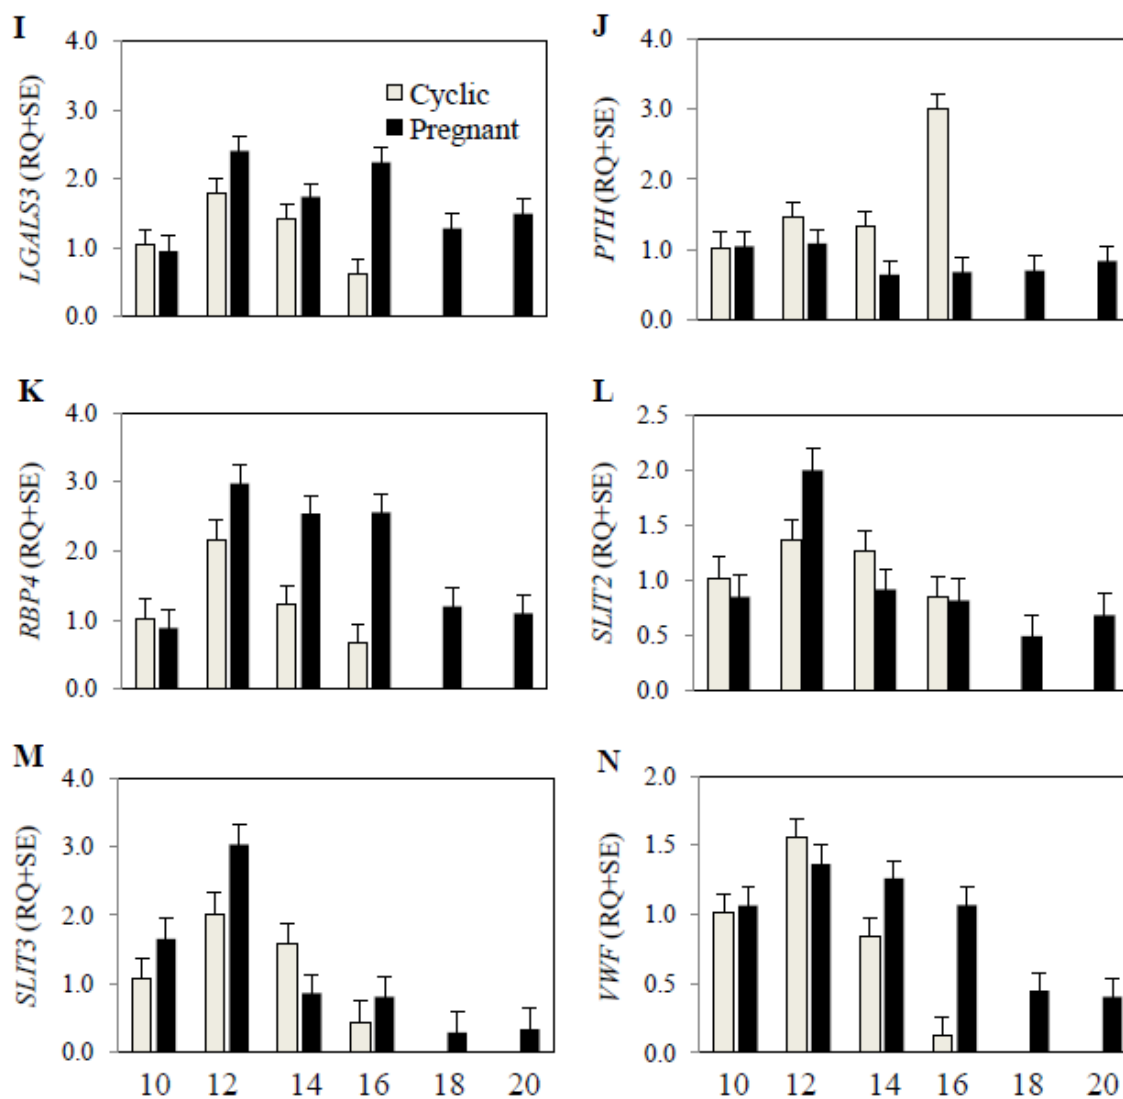 I
4.0
3.0
2.0
1.0
0.0
LGALS3 (RQ+SE)
Cyclic
Pregnant
J
4.0
3.0
2.0
1.0
0.0
PTH (RQ+SE)
K
4.0
3.0
2.0
1.0
0.0
RBP4 (RQ+SE)
L
2.5
2.0
1.5
1.0
0.5
0.0
SLIT2 (RQ+SE)
M
4.0
3.0
2.0
1.0
0.0
SLIT3 (RQ+SE)
10 12 14 16 18 20
N
2.0
1.5
1.0
0.5
0.0
VWF (RQ+SE)
10 12 14 16 18 20